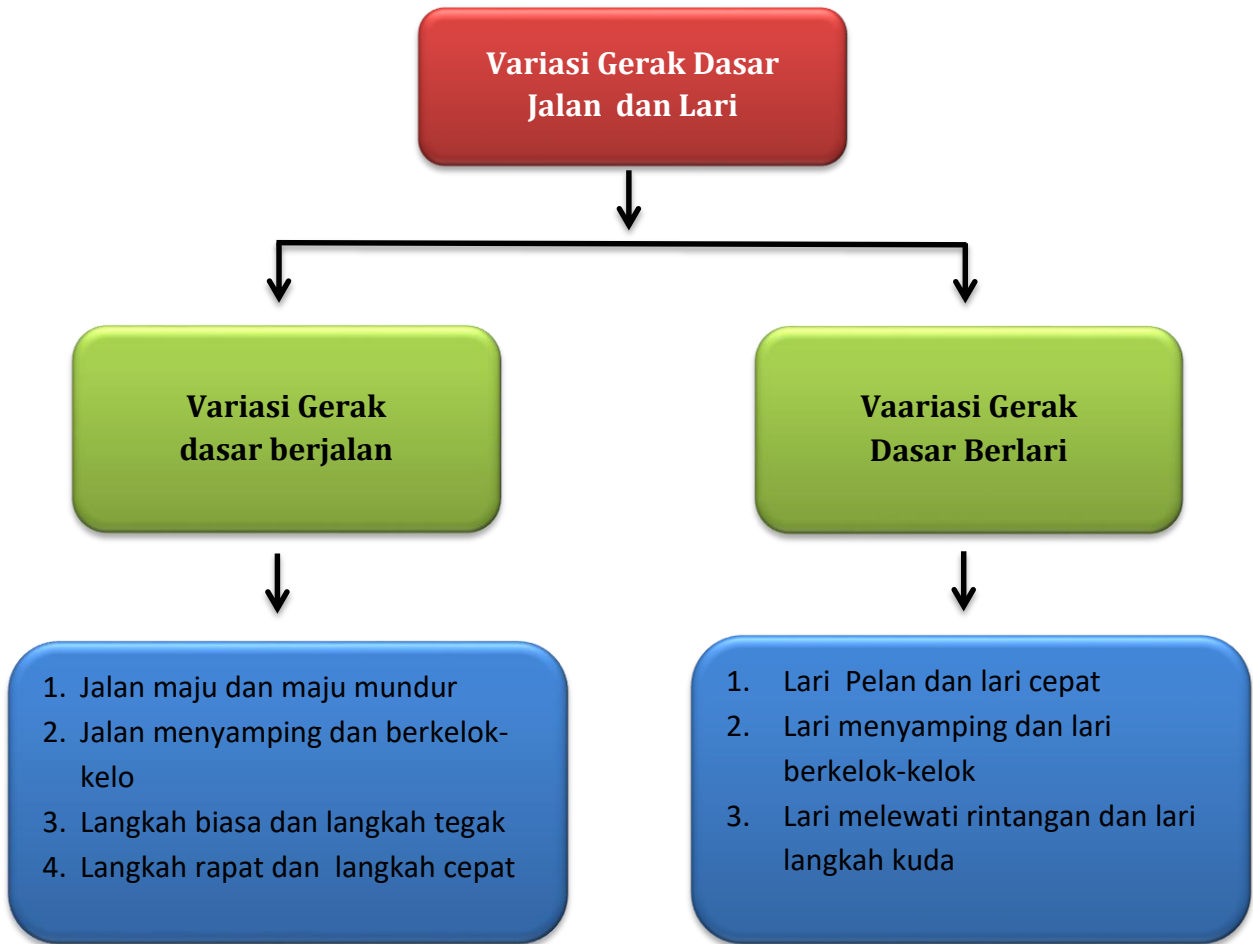 Variasi Gerak Dasar
Jalan  dan Lari
Variasi Gerak
dasar berjalan
Vaariasi Gerak
Dasar Berlari
1. Jalan maju dan maju mundur
2. Jalan menyamping dan berkelok-
kelo
3. Langkah biasa dan langkah tegak
4. Langkah rapat dan  langkah cepat
1. Lari  Pelan dan lari cepat
2. Lari menyamping dan lari
berkelok-kelok
3. Lari melewati rintangan dan lari
langkah kuda